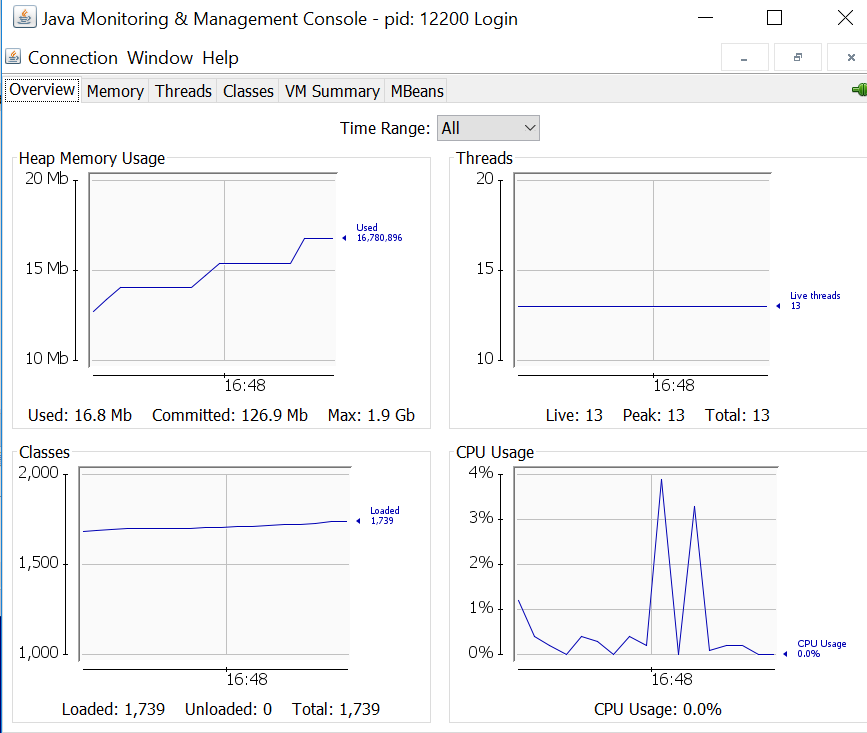 Java Monitoring & Management Console - pid: 12200 Login
Connection Window Help
Overview Memory Threads Classes VM Summary MBeans
Time Range: All
Heap Memory Usage
20 Mb
15 Mb
10 Mb
Used
16,780,896
16:48
Used: 16.8 Mb Committed: 126.9 Mb Max: 1.9 Gb
Threads
20
15
10
Live threads
13
16:48
Live: 13 Peak: 13 Total: 13
Classes
2,000
1,500
1,000
Loaded
1,739
16:48
Loaded: 1,739 Unloaded: 0 Total: 1,739
CPU Usage
4%
3%
2%
1%
0%
CPU Usage
0.0%
16:48
CPU Usage: 0.0%